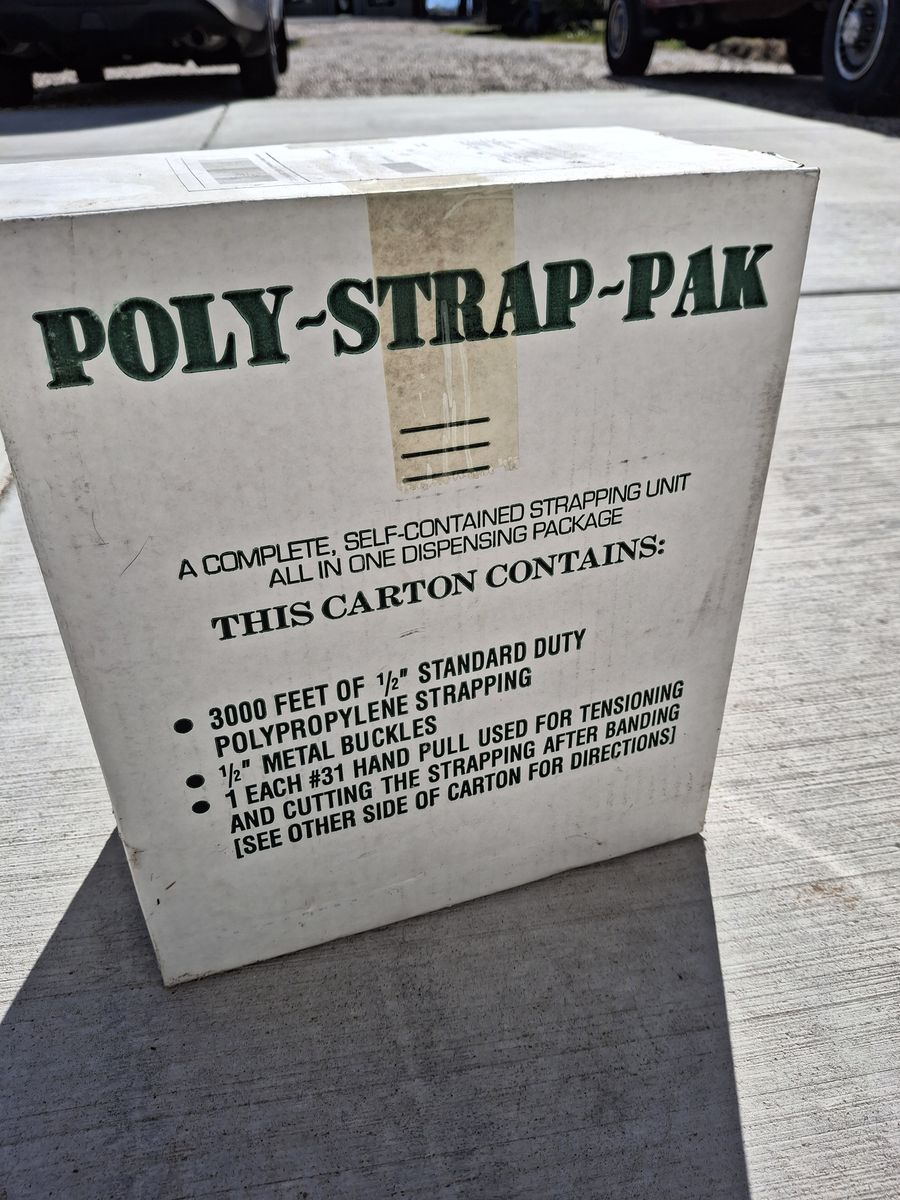 POLY~STRAP~PAK
A COMPLETE, SELF-CONTAINED STRAPPING UNIT
ALL IN ONE DISPENSING PACKAGE
THIS CARTON CONTAINS:
● 3000 FEET OF 1/2" STANDARD DUTY
POLYPROPYLENE STRAPPING
● 1/2" METAL BUCKLES
● 1 EACH #31 HAND PULL USED FOR TENSIONING
AND CUTTING THE STRAPPING AFTER BANDING
[SEE OTHER SIDE OF CARTON FOR DIRECTIONS]